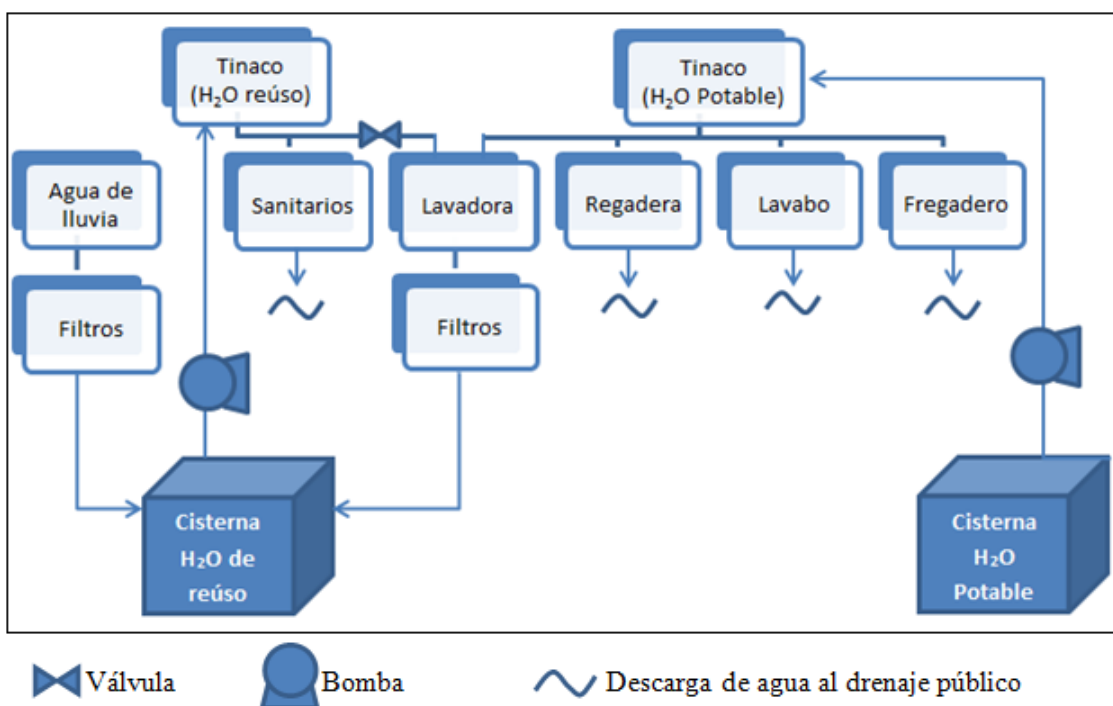 Tinaco
(H₂O reúso)
Tinaco
(H₂O Potable)
Agua de
lluvia
Sanitarios
Lavadora
Regadera
Lavabo
Fregadero
Filtros
Filtros
Cisterna
H₂O de
reúso
Cisterna
H₂O
Potable
Válvula
Bomba
Descarga de agua al drenaje público